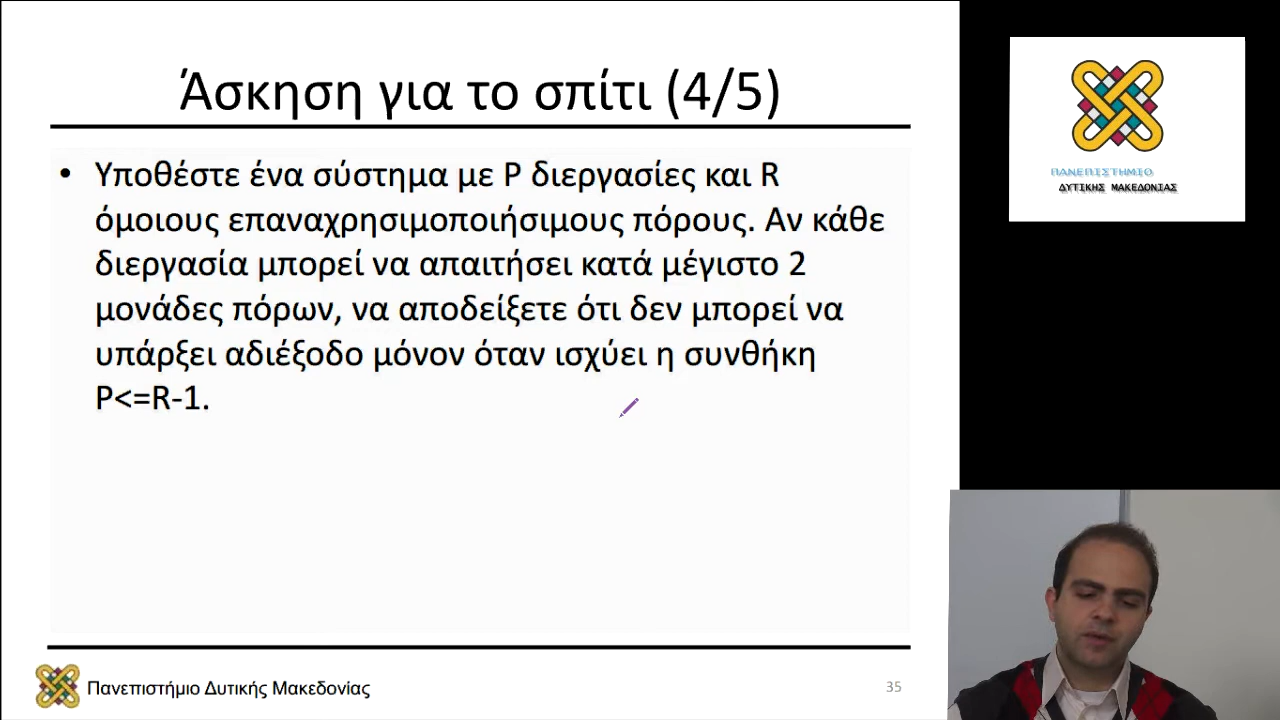 Άσκηση για το σπίτι (4/5)
• Υποθέστε ένα σύστημα με P διεργασίες και R
όμοιους επαναχρησιμοποιήσιμους πόρους. Αν κάθε
διεργασία μπορεί να απαιτήσει κατά μέγιστο 2
μονάδες πόρων, να αποδείξετε ότι δεν μπορεί να
υπάρξει αδιέξοδο μόνον όταν ισχύει η συνθήκη
P<=R-1.
Πανεπιστήμιο Δυτικής Μακεδονίας
35
ΠΑΝΕΠΙΣΤΗΜΙΟ
ΔΥΤΙΚΗΣ ΜΑΚΕΔΟΝΙΑΣ